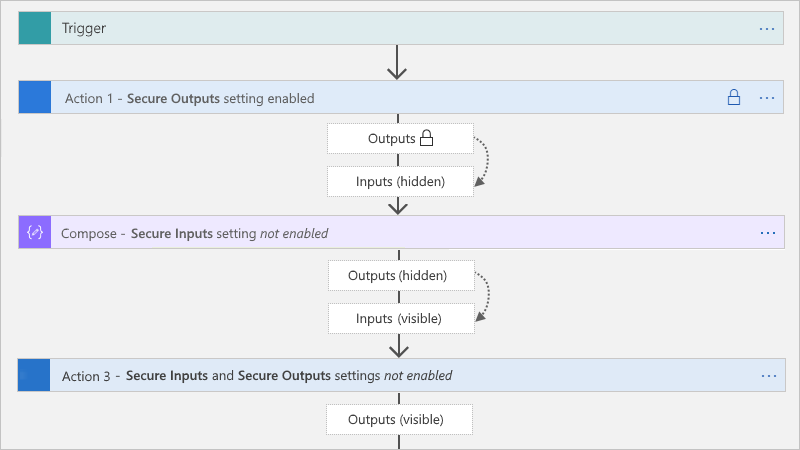 Trigger
Action 1 - Secure Outputs setting enabled
Outputs
Inputs (hidden)
Compose - Secure Inputs setting not enabled
Outputs (hidden)
Inputs (visible)
Action 3 - Secure Inputs and Secure Outputs settings not enabled
Outputs (visible)